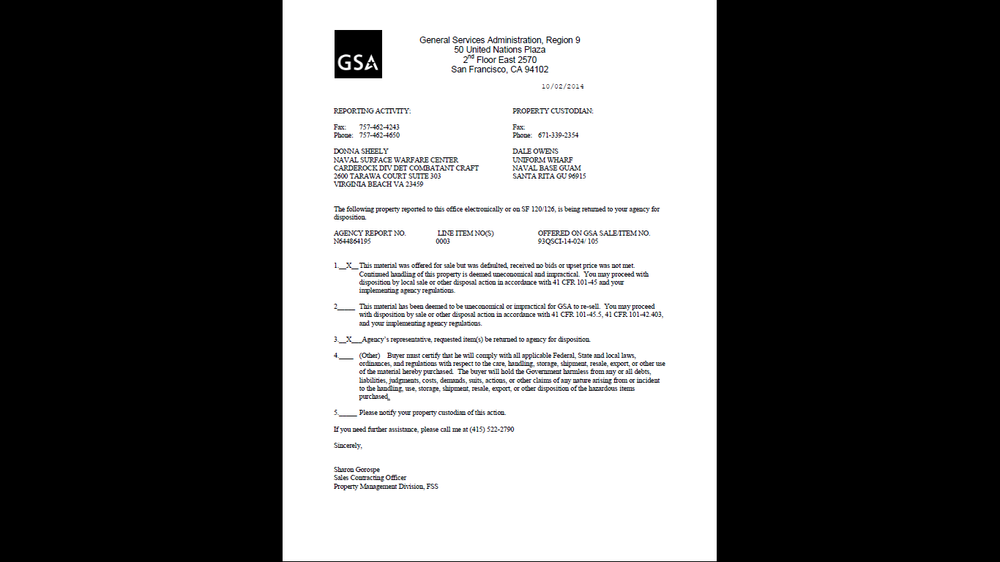 GSA
General Services Administration, Region 9
50 United Nations Plaza
2nd Floor East 2570
San Francisco, CA 94102
10/02/2014
REPORTING ACTIVITY: PROPERTY CUSTODIAN:
Fax: 757-462-4243 Fax:
Phone: 757-462-4650 Phone: 671-339-2354
DONNA SHEELY DALE OWENS
NAVAL SURFACE WARFARE CENTER UNIFORM WHARF
CARDEROCK DIV DET COMBATANT CRAFT NAVAL BASE GUAM
2600 TARAWA COURT SUITE 303 SANTA RITA GU 96915
VIRGINIA BEACH VA 23459
The following property reported to this office electronically or on SF 120/126, is being returned to your agency for
disposition.
AGENCY REPORT NO. LINE ITEM NO(S) OFFERED ON GSA SALE/ITEM NO.
N644864195 0003 93QSCI-14-024/ 105
1.__X__This material was offered for sale but was defaulted, received no bids or upset price was not met.
Continued handling of this property is deemed uneconomical and impractical. You may proceed with
disposition by local sale or other disposal action in accordance with 41 CFR 101-45 and your
implementing agency regulations.
2_____ This material has been deemed to be uneconomical or impractical for GSA to re-sell. You may proceed
with disposition by sale or other disposal action in accordance with 41 CFR 101-45.5, 41 CFR 101-42.403,
and your implementing agency regulations.
3.__X___Agency's representative, requested item(s) be returned to agency for disposition.
4.____ (Other) Buyer must certify that he will comply with all applicable Federal, State and local laws,
ordinances, and regulations with respect to the care, handling, storage, shipment, resale, export, or other use
of the material hereby purchased. The buyer will hold the Government harmless from any or all debts,
liabilities, judgments, costs, demands, suits, actions, or other claims of any nature arising from or incident
to the handling, use, storage, shipment, resale, export, or other disposition of the hazardous items
purchased.
5._____ Please notify your property custodian of this action.
If you need further assistance, please call me at (415) 522-2790
Sincerely,
Sharon Gorospe
Sales Contracting Officer
Property Management Division, FSS